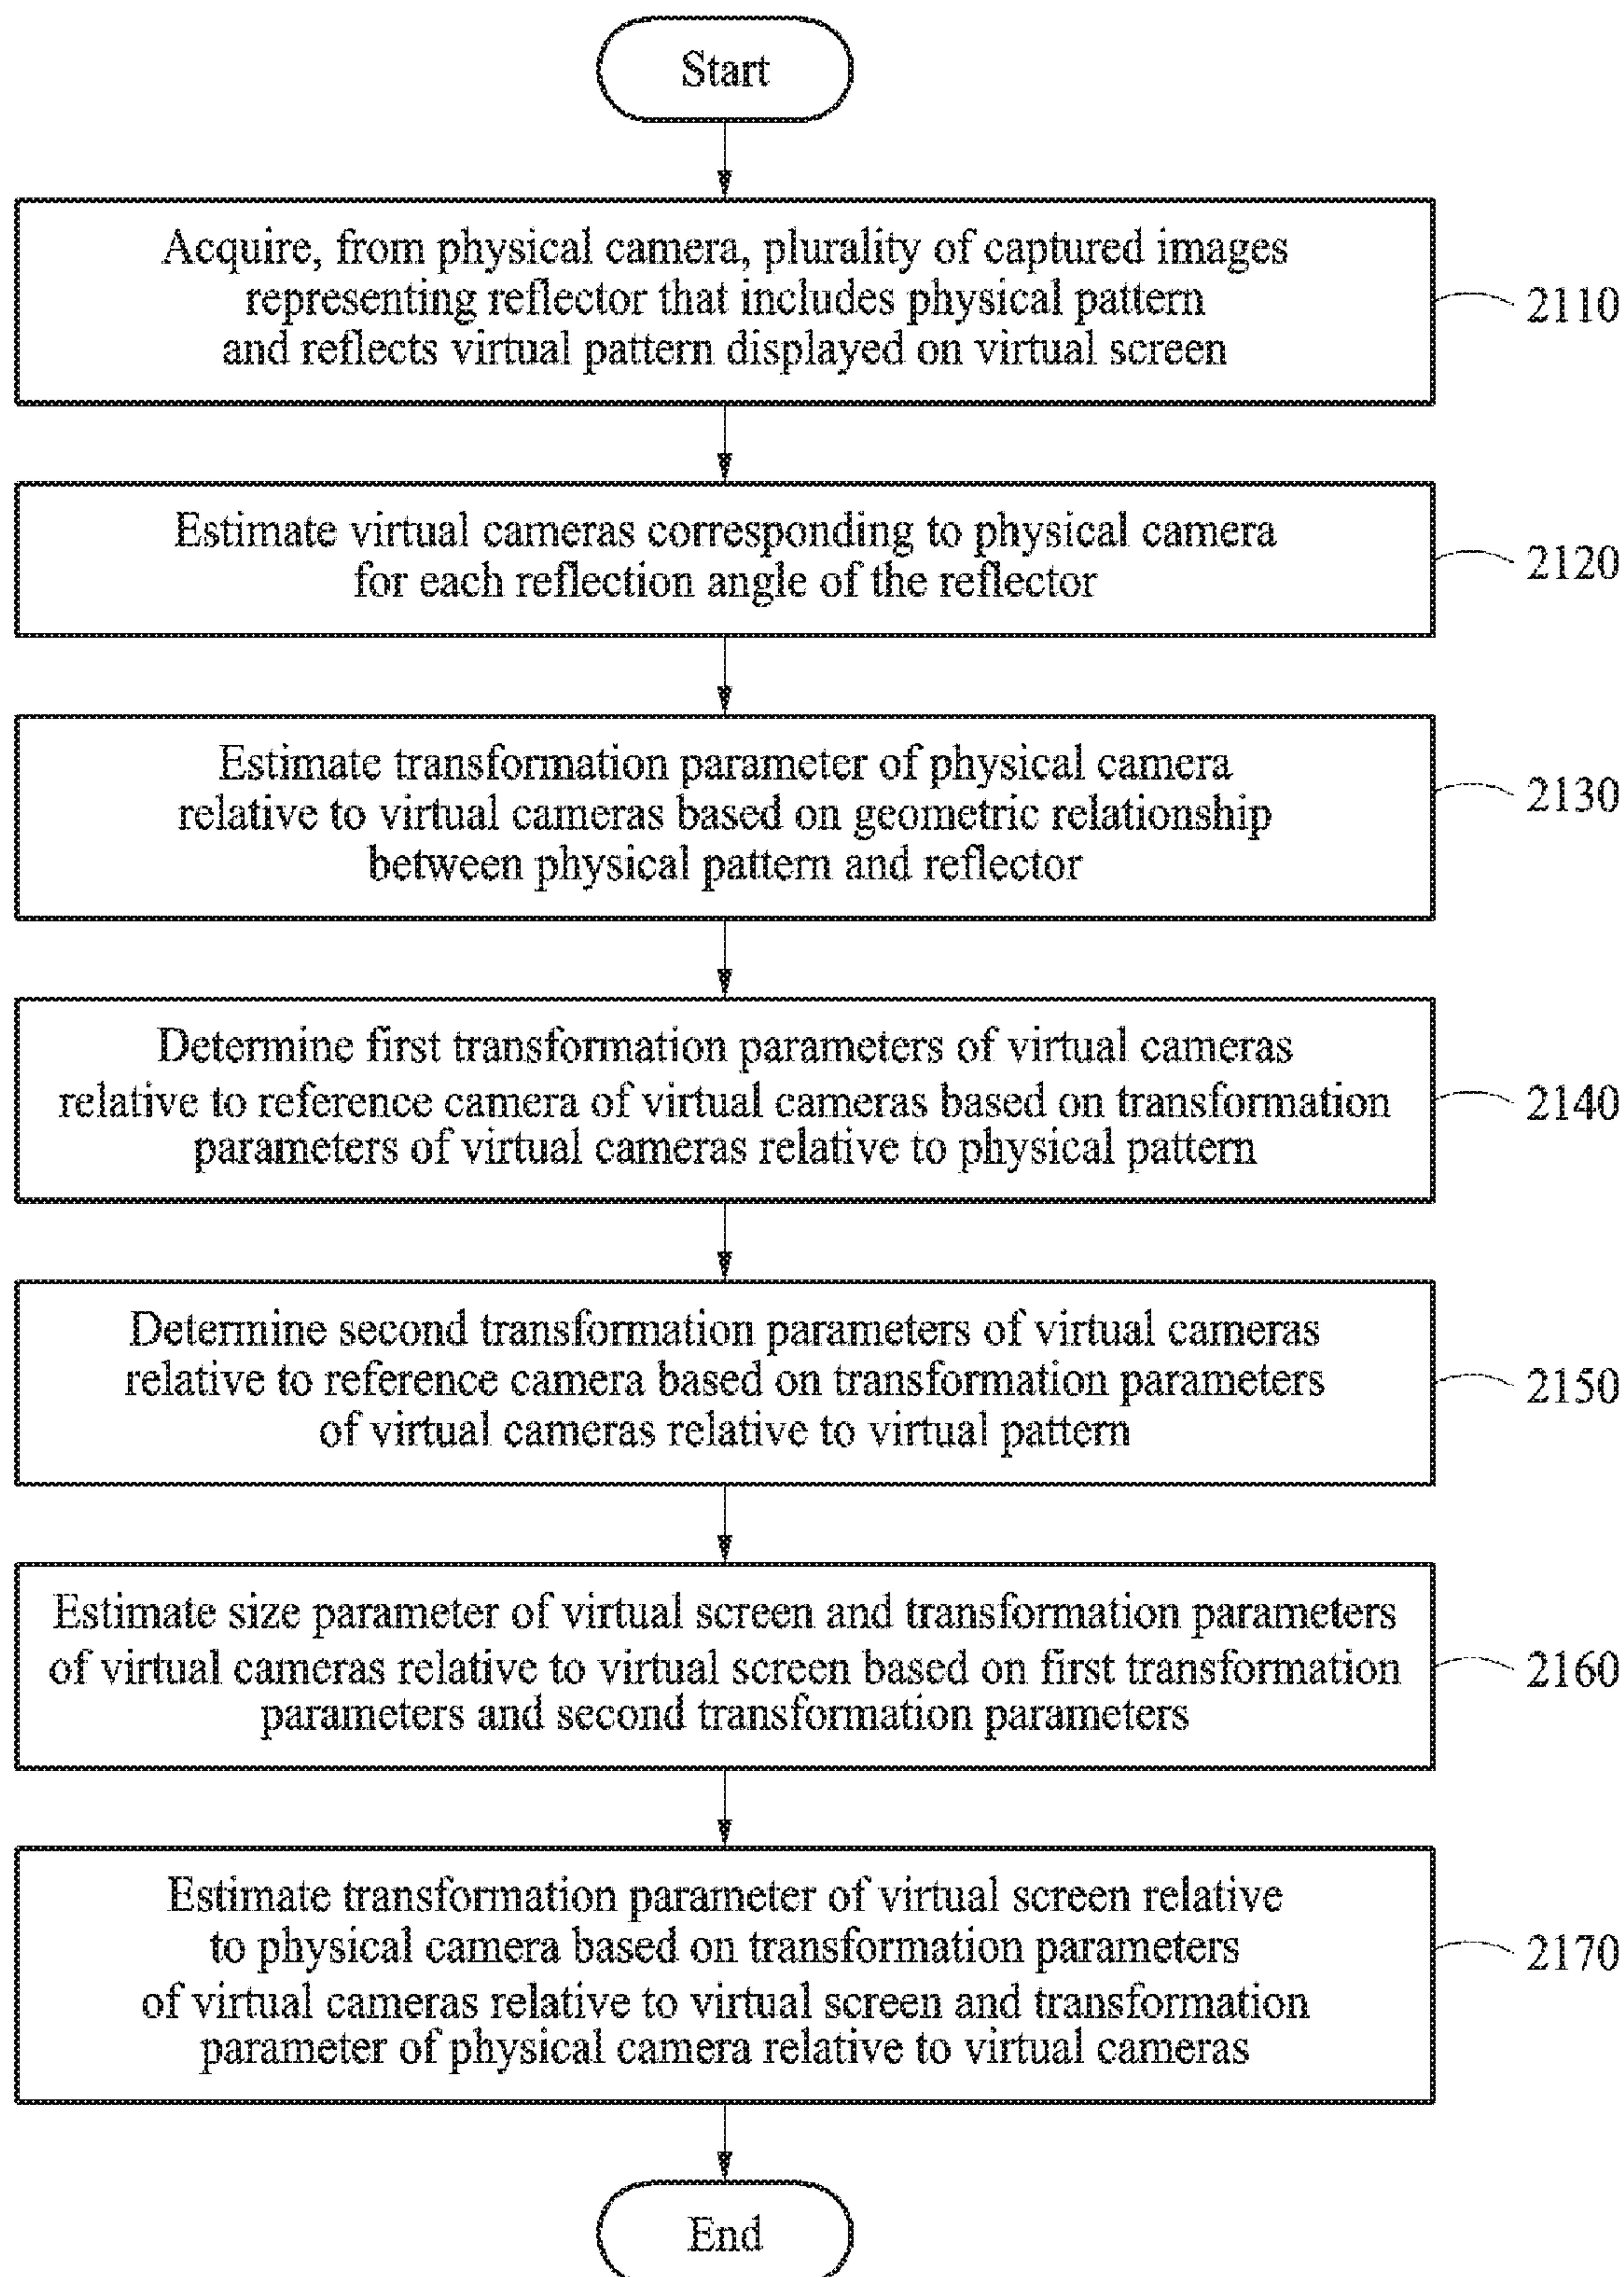 Start
Acquire, from physical camera, plurality of captured images
representing reflector that includes physical pattern
and reflects virtual pattern displayed on virtual screen
2110
Estimate virtual cameras corresponding to physical camera
for each reflection angle of the reflector
2120
Estimate transformation parameter of physical camera
relative to virtual cameras based on geometric relationship
between physical pattern and reflector
2130
Determine first transformation parameters of virtual cameras
relative to reference camera of virtual cameras based on transformation
parameters of virtual cameras relative to physical pattern
2140
Determine second transformation parameters of virtual cameras
relative to reference camera based on transformation parameters
of virtual cameras relative to virtual pattern
2150
Estimate size parameter of virtual screen and transformation parameters
of virtual cameras relative to virtual screen based on first transformation
parameters and second transformation parameters
2160
Estimate transformation parameter of virtual screen relative
to physical camera based on transformation parameters
of virtual cameras relative to virtual screen and transformation
parameter of physical camera relative to virtual cameras
2170
End